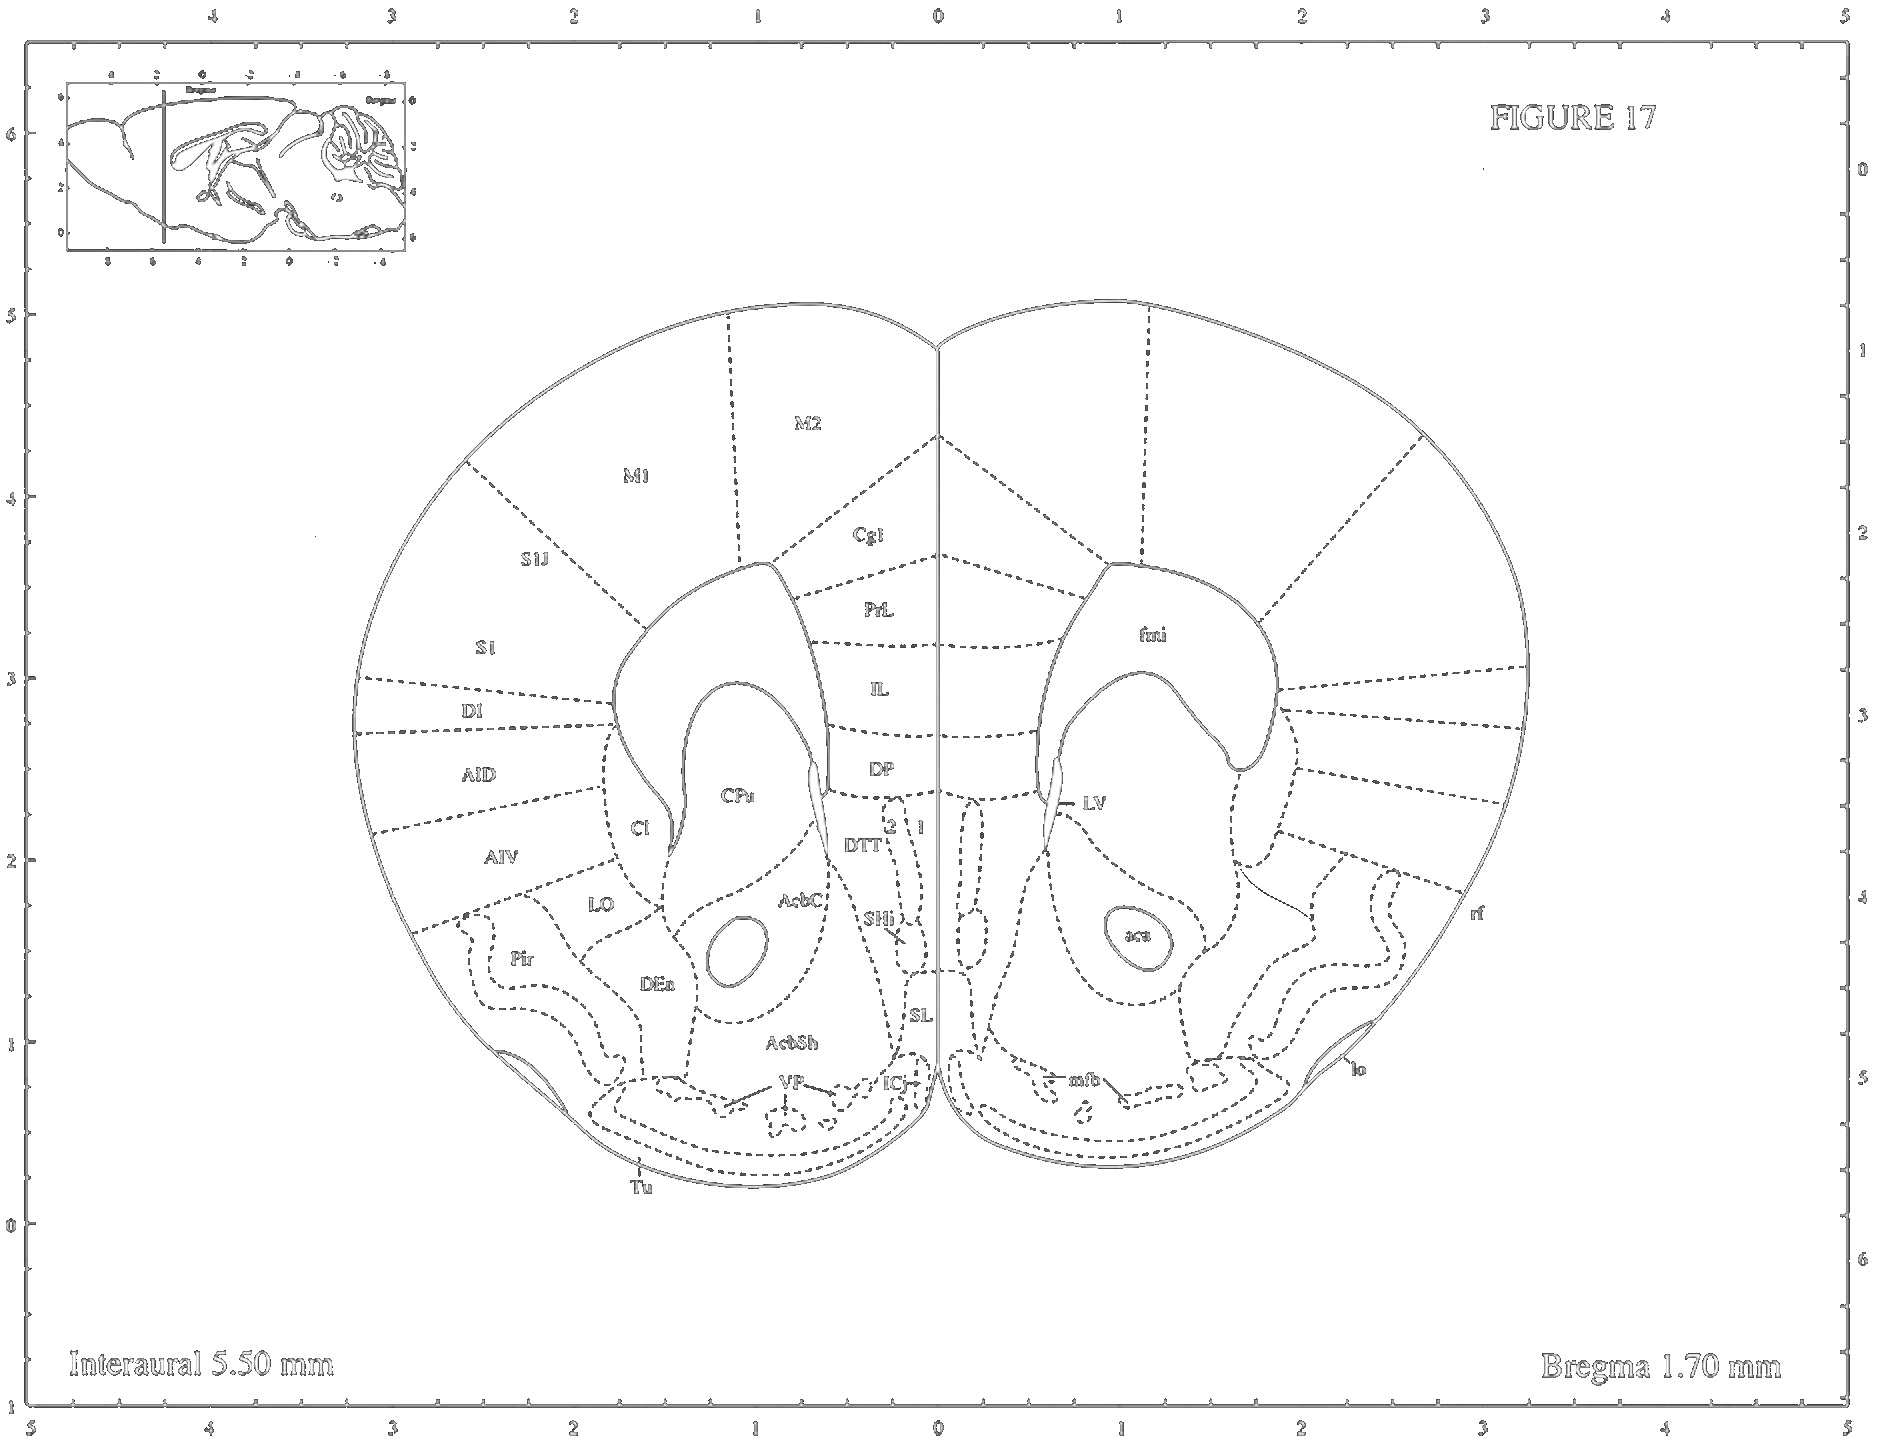 4 3 2 1 0 1 2 3 4 5
Bregma
Bregma
FIGURE 17
6
0
5
1
M2
M1
4
Cg1
2
S1J
PrL
fmi
S1
3
IL
DI
3
DP
AID
CPu
LV
Cl
2 1
DTT
AIV
2
AcbC
LO
SHi
4
rf
aca
Pir
DEn
SL
1
AcbSh
lo
VP
ICj
mfb
5
Tu
0
6
Interaural 5.50 mm
Bregma 1.70 mm
1
5 4 3 2 1 0 1 2 3 4 5